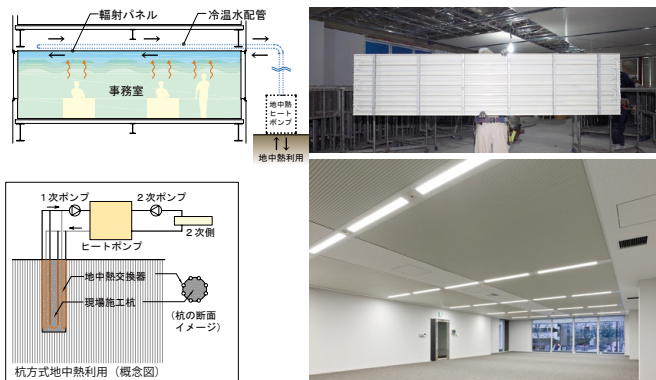 輻射パネル
冷温水配管
事務室
地中熱
ヒート
ポンプ
地中熱利用
1次ポンプ
2次ポンプ
ヒートポンプ
2次側
地中熱交換器
現場施工杭
(杭の断面
イメージ)
杭方式地中熱利用(概念図)